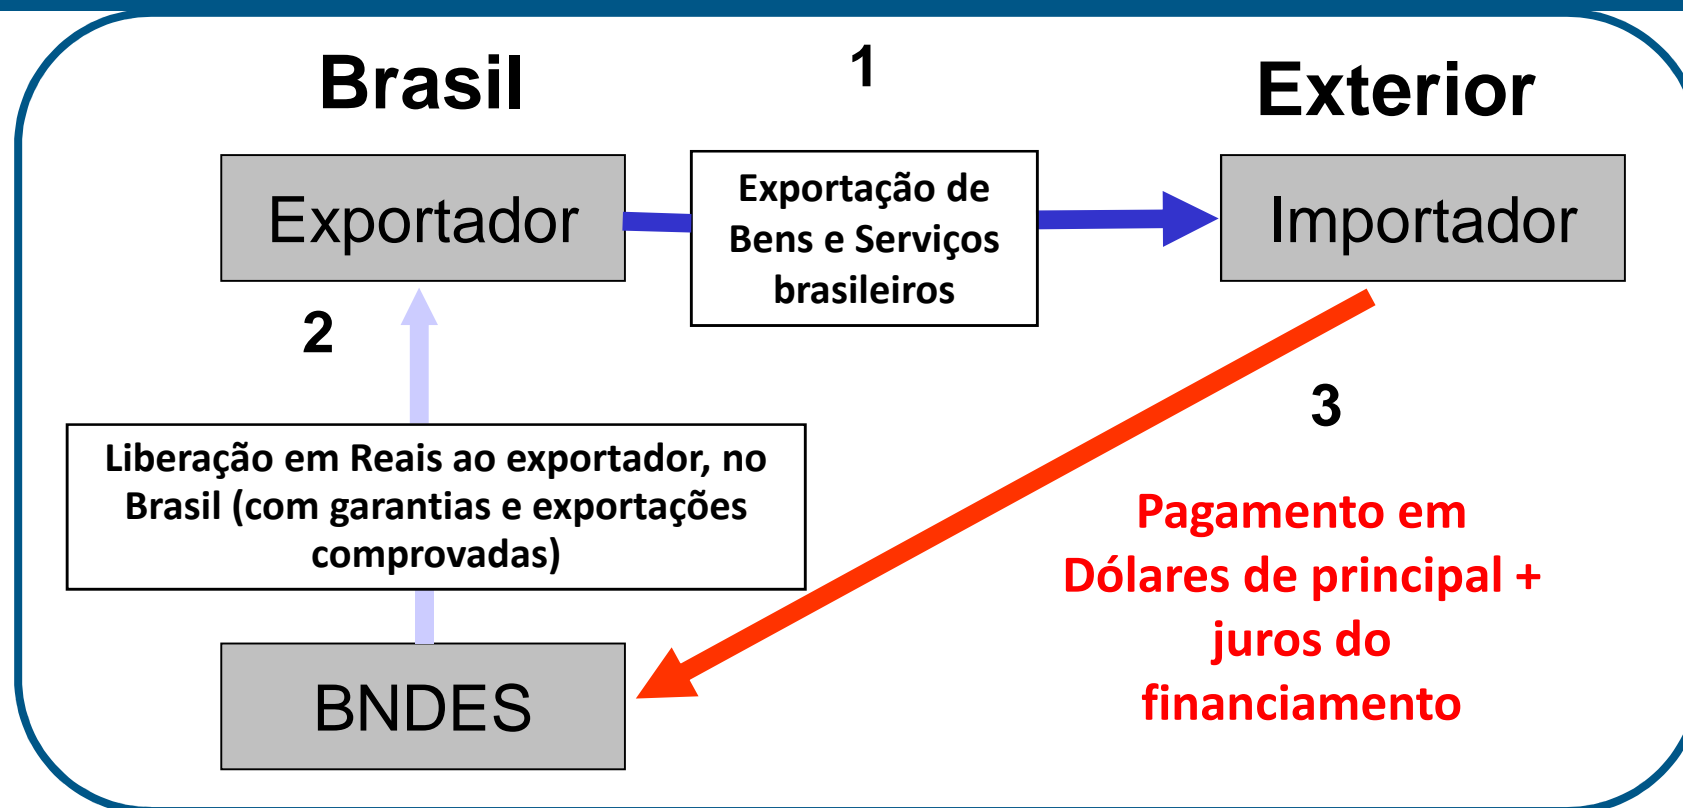 Brasil
1
Exterior
Exportador
Exportação de
Bens e Serviços
brasileiros
Importador
2
3
Liberação em Reais ao exportador, no
Brasil (com garantias e exportações
comprovadas)
Pagamento em
Dólares de principal +
juros do
financiamento
BNDES